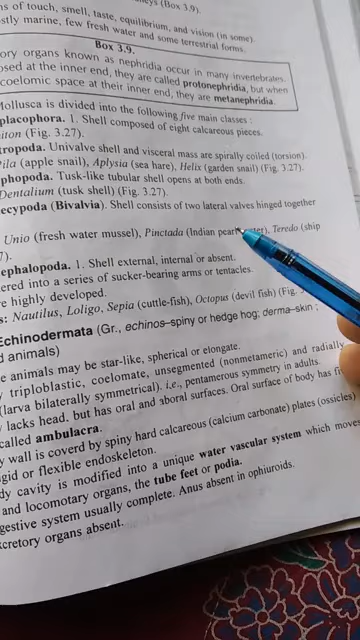 ns of touch, smell, taste, equilibrium, and vision (in some).
ostly marine, few fresh water and some terrestrial forms.
Box 3.9.
ory organs known as nephridia occur in many invertebrates.
osed at the inner end, they are called protonephridia, but when
coelomic space at their inner end, they are metanephridia.
Mollusca is divided into the following five main classes :
placophora. 1. Shell composed of eight calcareous pieces.
iton (Fig. 3.27).
tropoda. Univalve shell and visceral mass are spirally coiled (torsion).
Pila (apple snail), Aplysia (sea hare), Helix (garden snail) (Fig. 3.27).
phopoda. Tusk-like tubular shell opens at both ends.
Dentalium (tusk shell) (Fig. 3.27).
ecypoda (Bivalvia). Shell consists of two lateral valves hinged together
Unio (fresh water mussel), Pinctada (Indian pearl), Teredo (ship
7).
ephalopoda. 1. Shell external, internal or absent.
tered into a series of sucker-bearing arms or tentacles.
re highly developed.
s: Nautilus, Loligo, Sepia (cuttle-fish), Octopus (devil fish) (Fig.
Echinodermata (Gr., echinos–spiny or hedge hog; derma–skin ;
d animals)
e animals may be star-like, spherical or elongate.
y triploblastic, coelomate, unsegmented (nonmetameric) and radially
(larva bilaterally symmetrical). i.e., pentamerous symmetry in adults.
y lacks head. but has oral and aboral surfaces. Oral surface of body has
called ambulacra.
y wall is coverd by spiny hard calcareous (calcium carbonate) plates (ossicles)
igid or flexible endoskeleton.
dy cavity is modified into a unique water vascular system which moves
and locomotary organs, the tube feet or podia.
gestive system usually complete. Anus absent in ophiuroids.
xcretory organs absent.